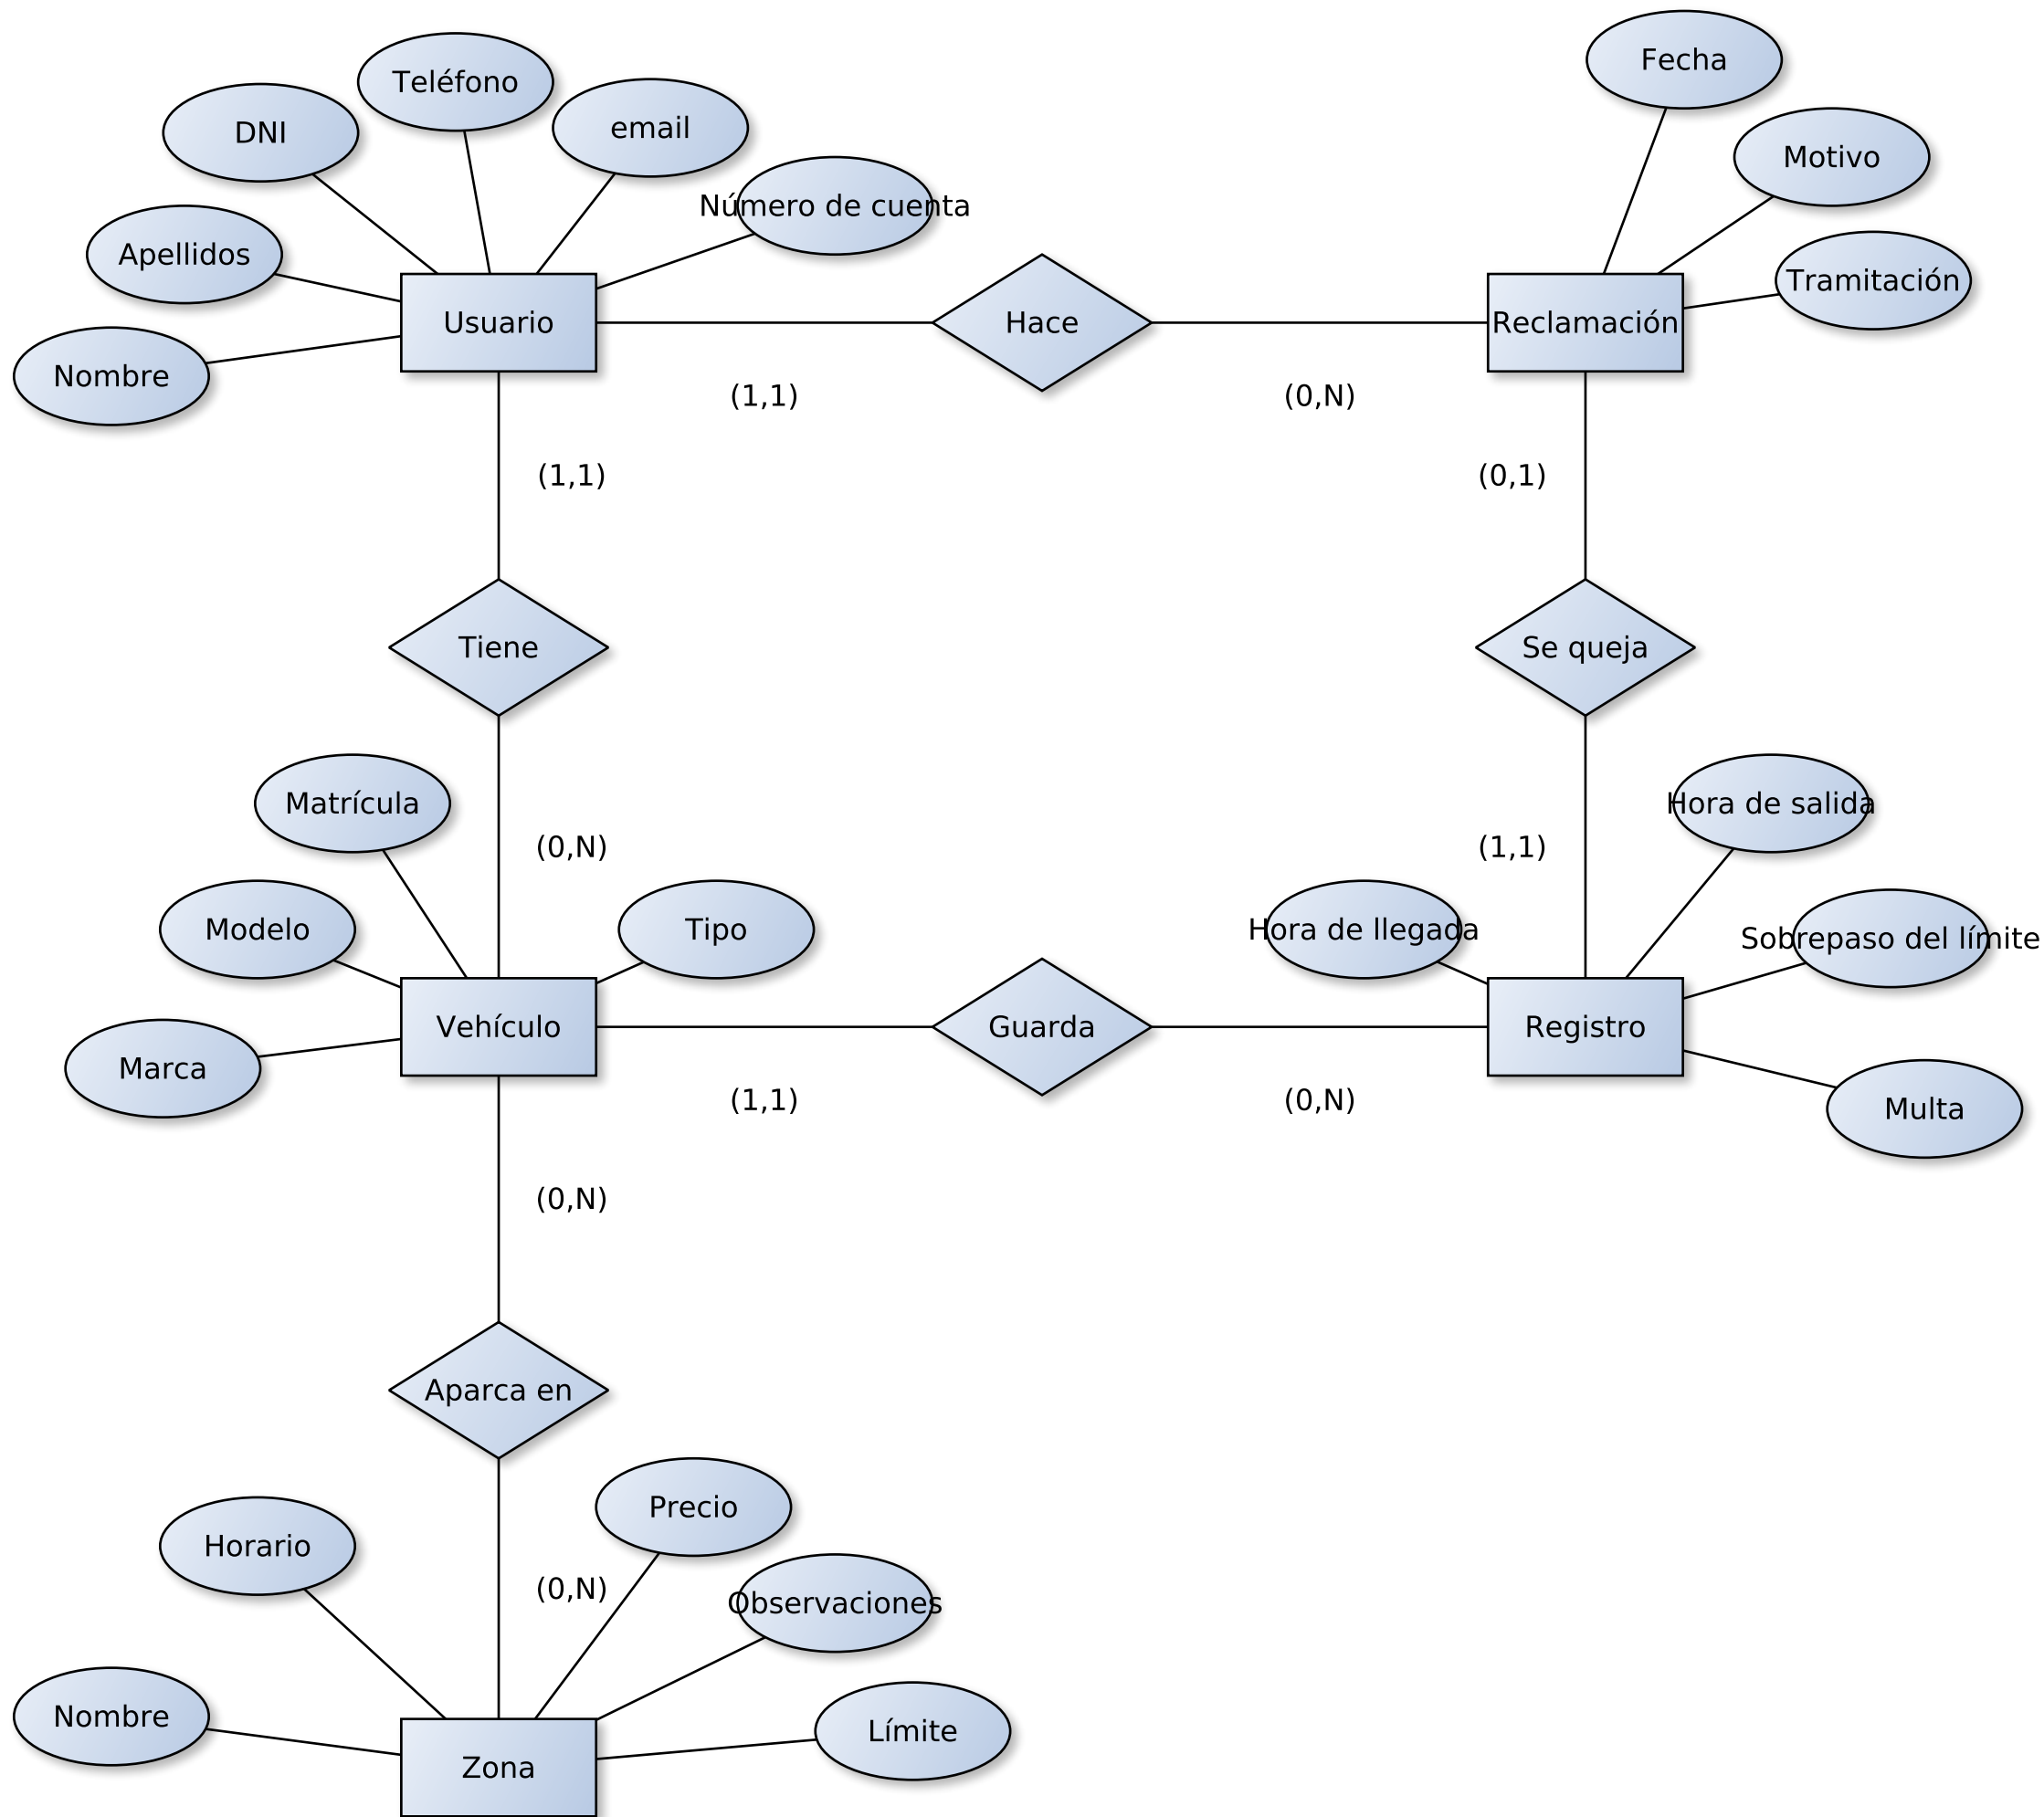 Fecha
Teléfono
email
DNI
Motivo
Número de cuenta
Apellidos
Tramitación
Usuario
Hace
Reclamación
Nombre
(1,1)
(0,N)
(1,1)
(0,1)
Tiene
Se queja
Matrícula
Hora de salida
(0,N)
(1,1)
Modelo
Tipo
Hora de llegada
Sobrepaso del límite
Vehículo
Guarda
Registro
Marca
(1,1)
(0,N)
Multa
(0,N)
Aparca en
Precio
Horario
(0,N)
Observaciones
Nombre
Límite
Zona